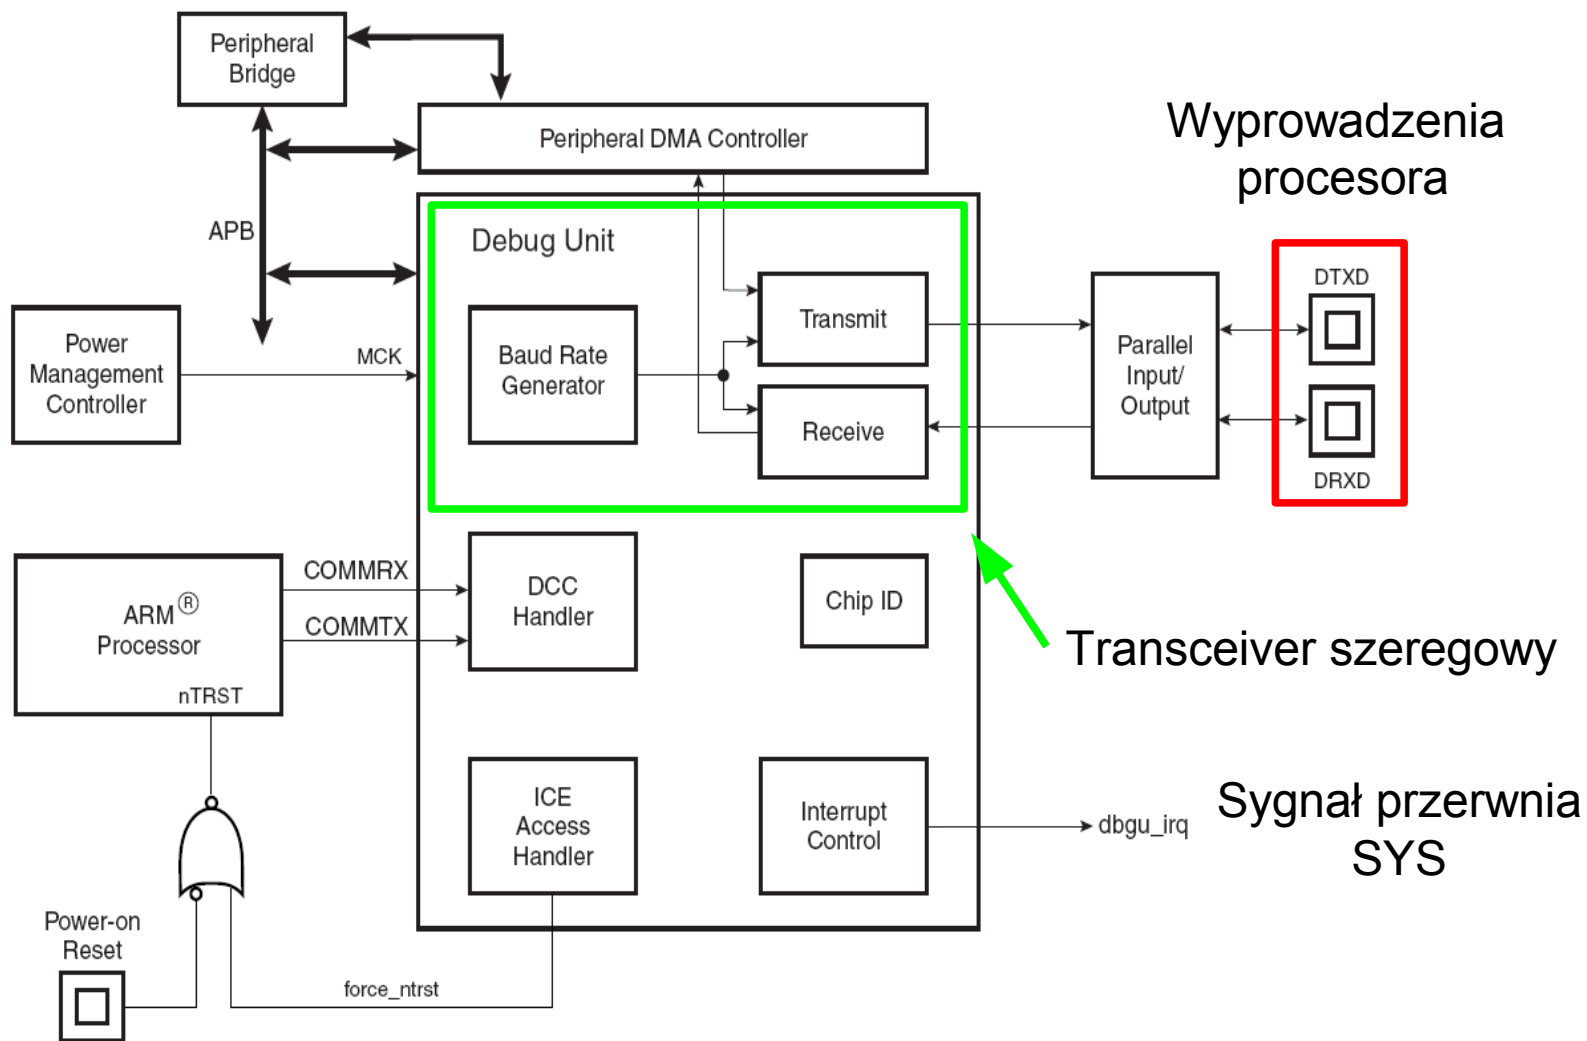 Peripheral
Bridge
Peripheral DMA Controller
Wyprowadzenia
procesora
APB
Debug Unit
DTXD
Power
Management
Controller
MCK
Baud Rate
Generator
Transmit
Receive
Parallel
Input/
Output
DRXD
ARM®
Processor
nTRST
COMMRX
COMMTX
DCC
Handler
Chip ID
Transceiver szeregowy
ICE
Access
Handler
Interrupt
Control
dbgu_irq
Sygnał przerwnia
SYS
Power-on
Reset
force_ntrst